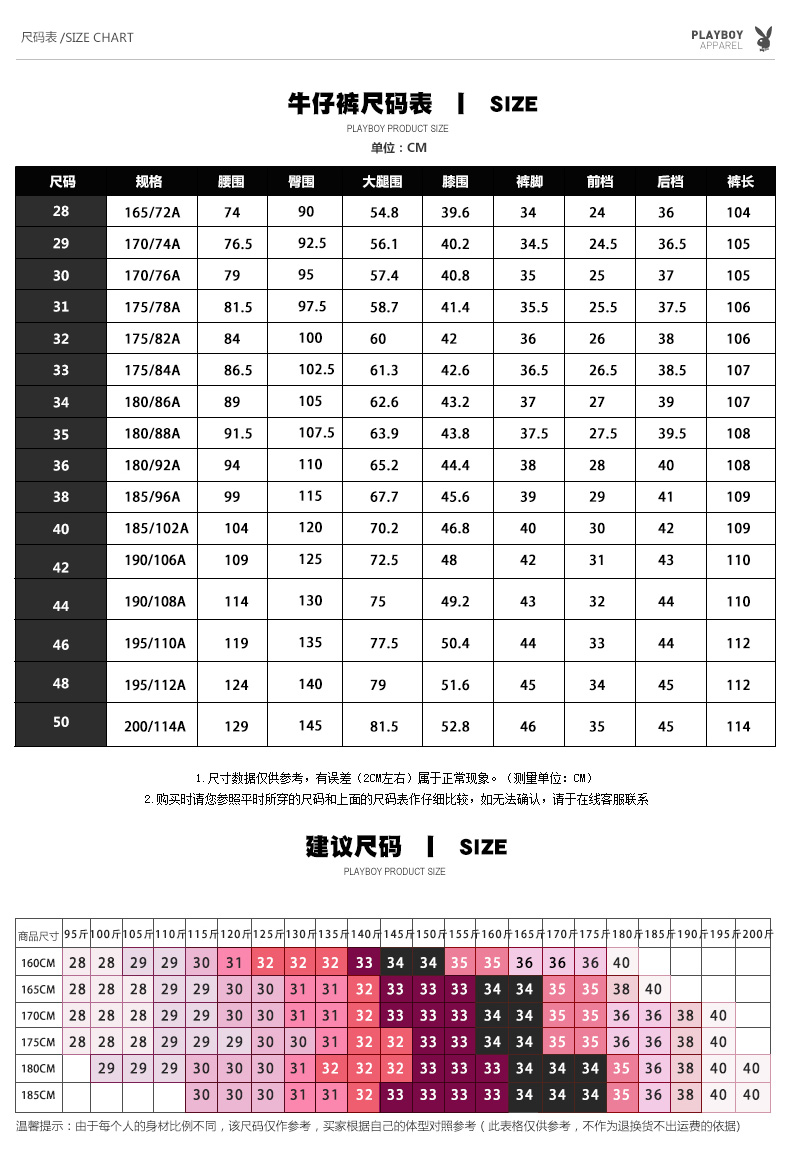 尺码表 /SIZE CHART
PLAYBOY
APPAREL
牛仔裤尺码表 | SIZE
PLAYBOY PRODUCT SIZE
单位：CM
尺码 规格 腰围 臀围 大腿围 膝围 裤脚 前裆 后裆 裤长
28 165/72A 74 90 54.8 39.6 34 24 36 104
29 170/74A 76.5 92.5 56.1 40.2 34.5 24.5 36.5 105
30 170/76A 79 95 57.4 40.8 35 25 37 105
31 175/78A 81.5 97.5 58.7 41.4 35.5 25.5 37.5 106
32 175/82A 84 100 60 42 36 26 38 106
33 175/84A 86.5 102.5 61.3 42.6 36.5 26.5 38.5 107
34 180/86A 89 105 62.6 43.2 37 27 39 107
35 180/88A 91.5 107.5 63.9 43.8 37.5 27.5 39.5 108
36 180/92A 94 110 65.2 44.4 38 28 40 108
38 185/96A 99 115 67.7 45.6 39 29 41 109
40 185/102A 104 120 70.2 46.8 40 30 42 109
42 190/106A 109 125 72.5 48 42 31 43 110
44 190/108A 114 130 75 49.2 43 32 44 110
46 195/110A 119 135 77.5 50.4 44 33 44 112
48 195/112A 124 140 79 51.6 45 34 45 112
50 200/114A 129 145 81.5 52.8 46 35 45 114
1.尺寸数据仅供参考，有误差（2CM左右）属于正常现象。（测量单位：CM）
2.购买时请您参照平时所穿的尺码和上面的尺码表作仔细比较，如无法确认，请于在线客服联系
建议尺码 | SIZE
PLAYBOY PRODUCT SIZE
商品尺寸 95斤 100斤 105斤 110斤 115斤 120斤 125斤 130斤 135斤 140斤 145斤 150斤 155斤 160斤 165斤 170斤 175斤 180斤 185斤 190斤 195斤 200斤
160CM 28 28 29 29 30 31 32 32 32 33 34 34 35 35 36 36 36 40
165CM 28 28 29 29 29 30 30 31 31 32 33 33 33 34 34 35 35 38 40
170CM 28 28 28 29 29 30 30 31 31 32 33 33 33 34 34 35 35 36 36 38 40
175CM 28 28 28 29 29 29 30 30 31 32 32 33 33 34 34 35 35 36 36 38 40
180CM 29 29 29 30 30 30 31 32 32 32 33 33 33 34 34 34 35 36 38 40 40
185CM 30 30 30 31 31 32 33 33 33 33 34 34 34 35 36 38 40 40
温馨提示：由于每个人的身材比例不同，该尺码仅作参考，买家根据自己的体型对照参考（此表格仅供参考，不作为退换货不出运费的依据)